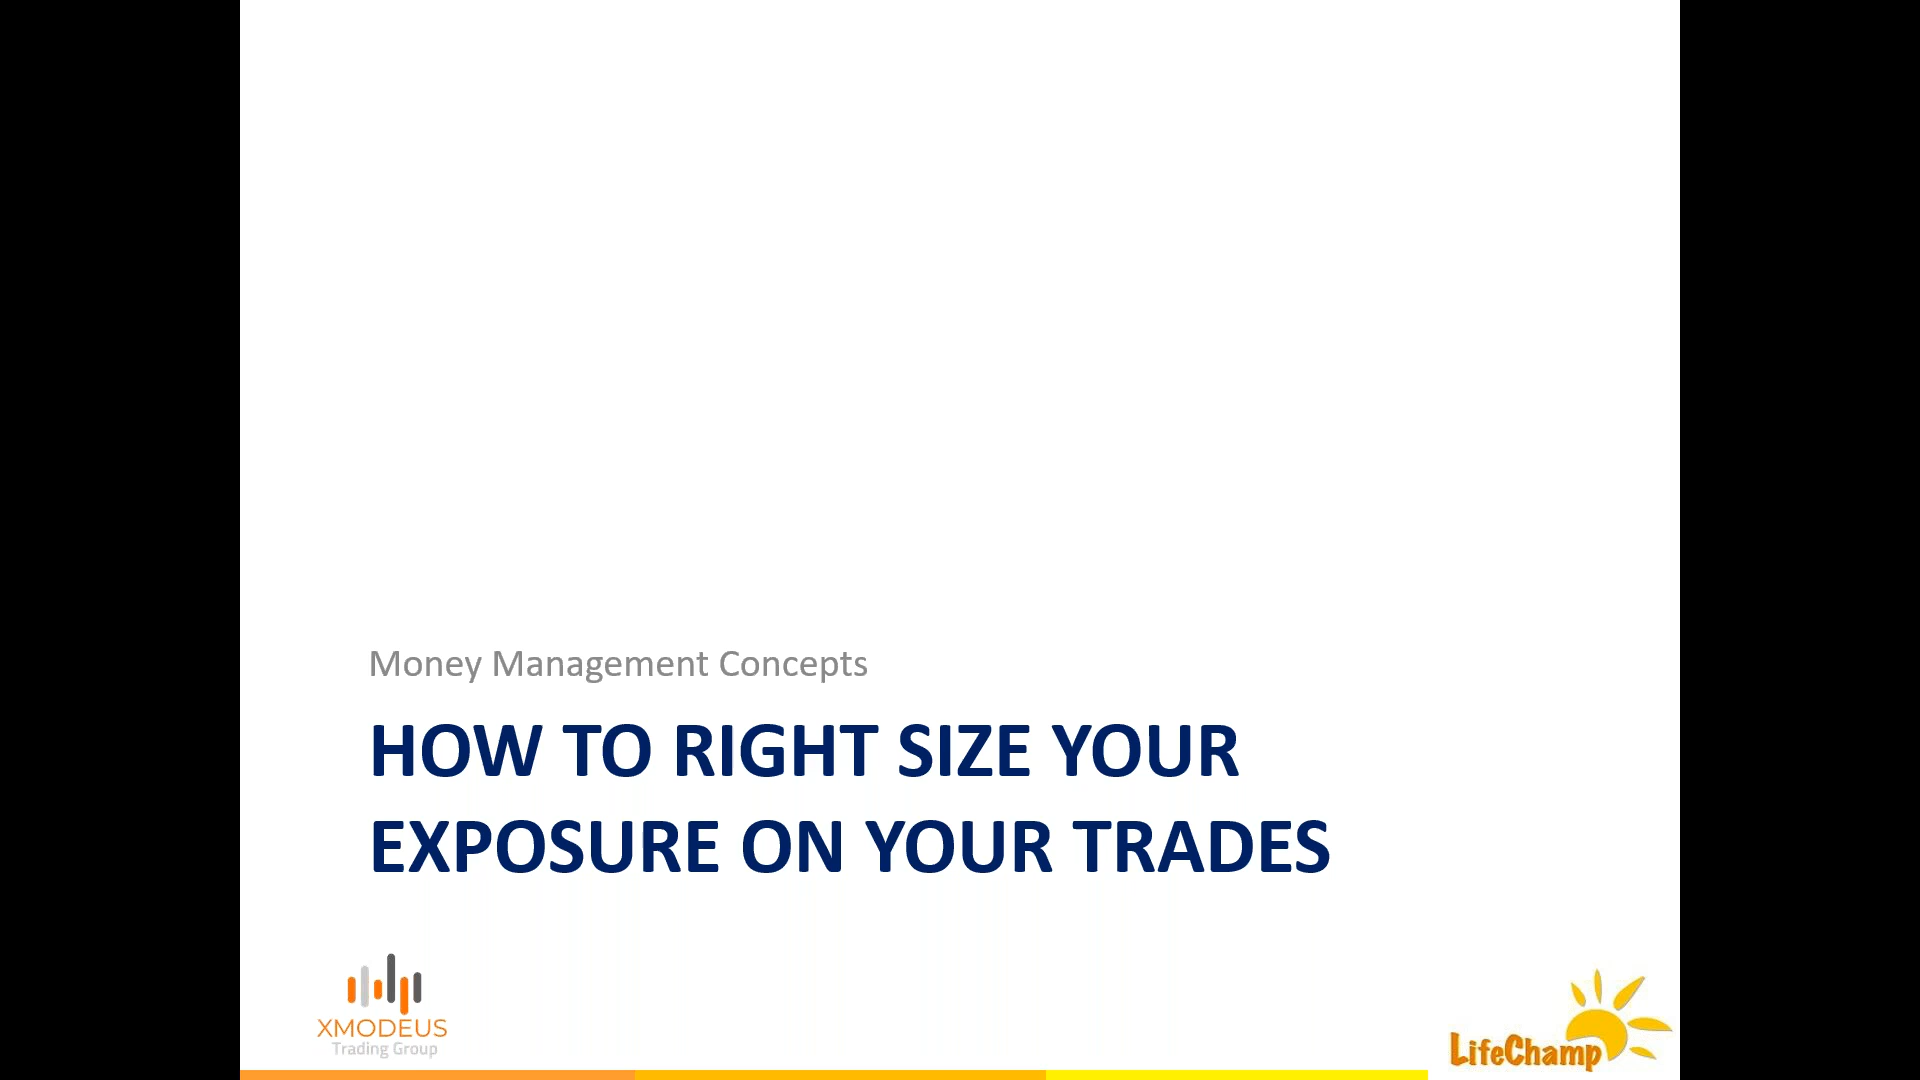 Money Management Concepts
HOW TO RIGHT SIZE YOUR
EXPOSURE ON YOUR TRADES
XMODEUS
Trading Group
LifeChamp